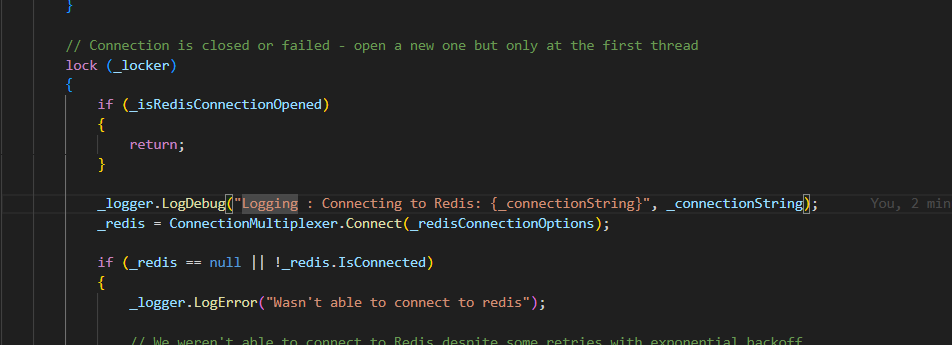 }
// Connection is closed or failed - open a new one but only at the first thread
lock (_locker)
{
if (_isRedisConnectionOpened)
{
return;
}
_logger.LogDebug("Logging : Connecting to Redis: {_connectionString}", _connectionString); You, 2 min
_redis = ConnectionMultiplexer.Connect(_redisConnectionOptions);
if (_redis == null || !_redis.IsConnected)
{
_logger.LogError("Wasn't able to connect to redis");
// We weren't able to connect to Redis despite some retries with exponential backoff